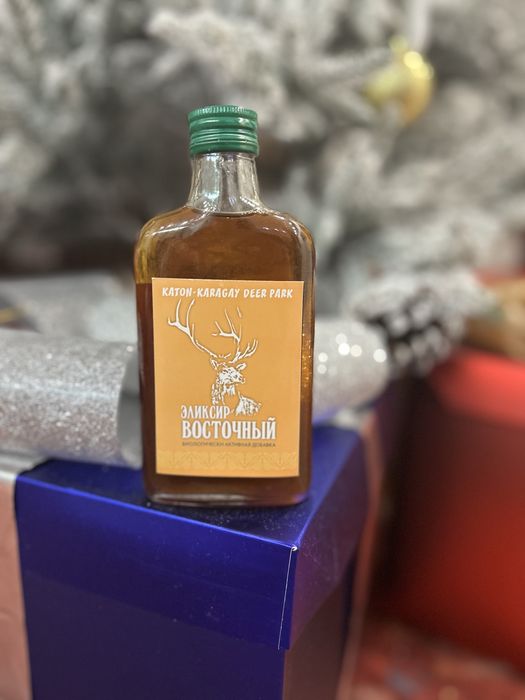 KATON-KARAGAY DEER PARK
ЭЛИКСИР
ВОСТОЧНЫЙ
БИОЛОГИЧЕСКИ АКТИВНАЯ ДОБАВКА